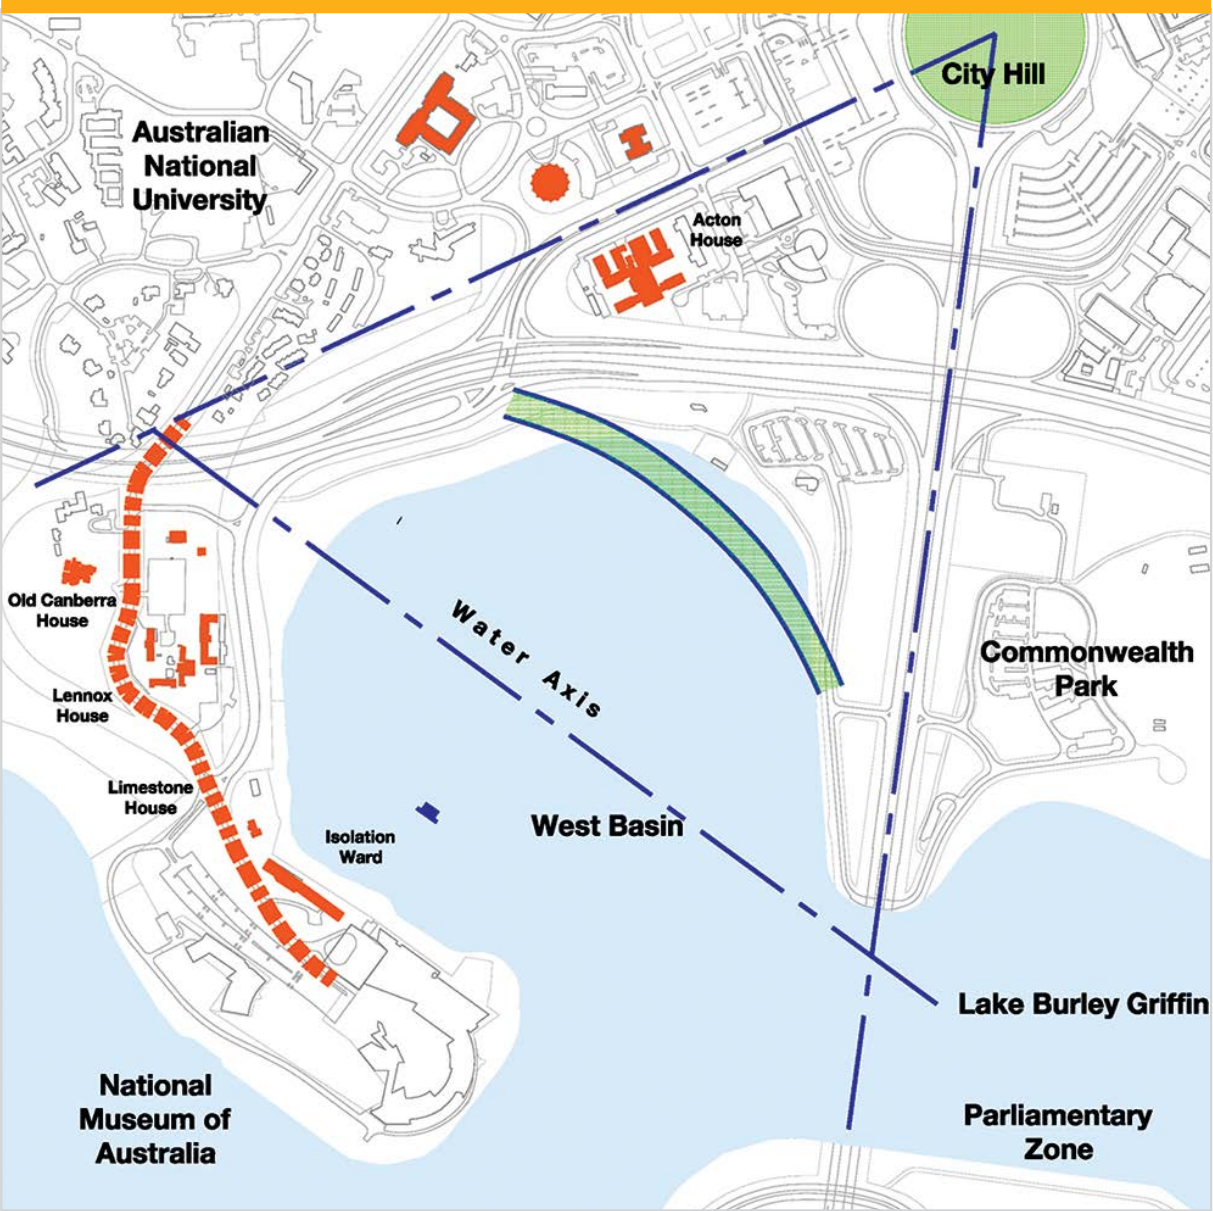 City Hill
Australian
National
University
Acton
House
Old Canberra
House
Water Axis
Commonwealth
Park
Lennox
House
Limestone
House
Isolation
Ward
West Basin
Lake Burley Griffin
National
Museum of
Australia
Parliamentary
Zone